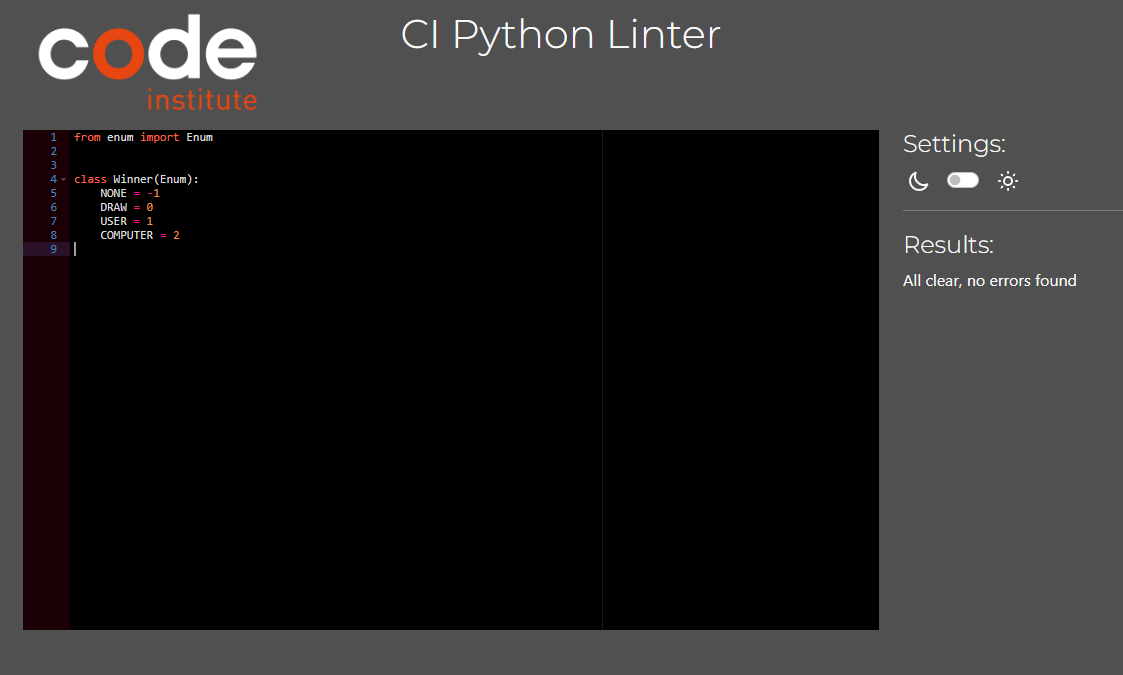 code
institute
CI Python Linter
1 from enum import Enum
2
3
4 class Winner(Enum):
5     NONE = -1
6     DRAW = 0
7     USER = 1
8     COMPUTER = 2
9
Settings:
Results:
All clear, no errors found